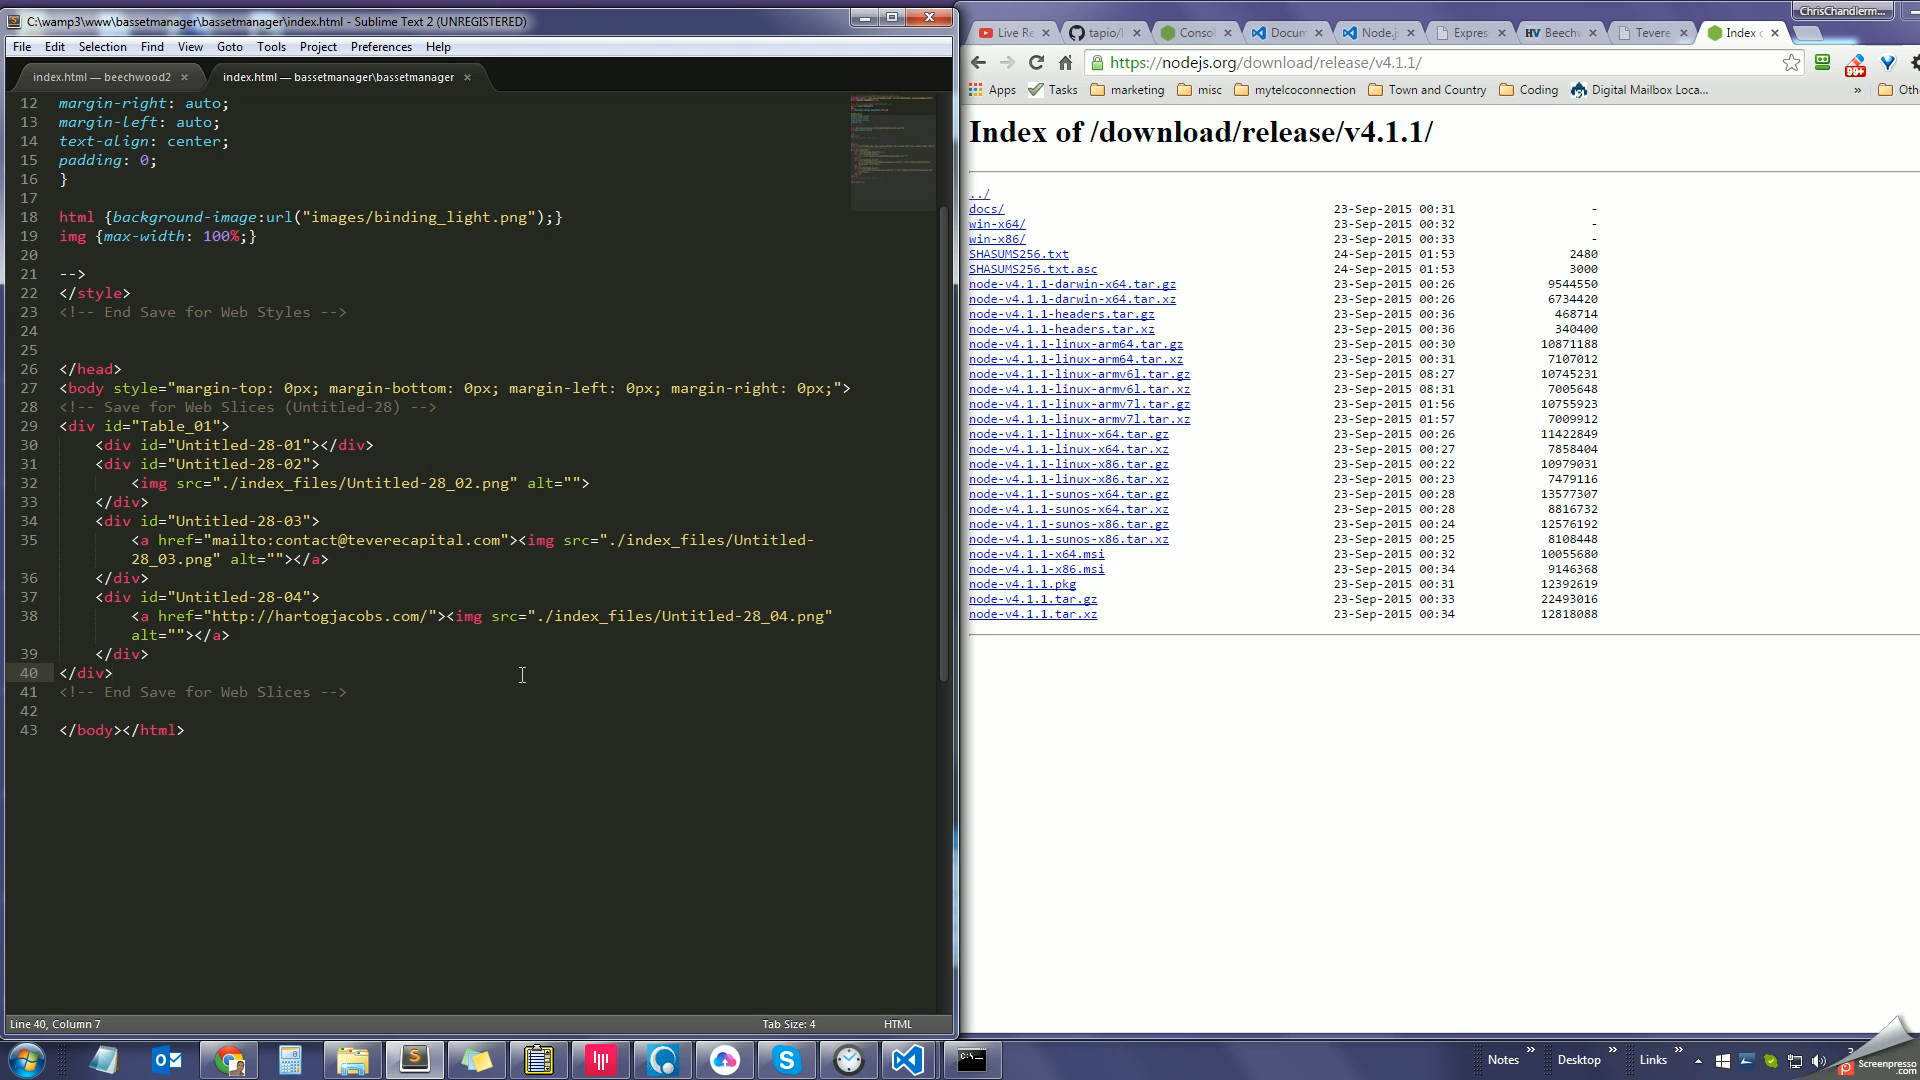 C:\wamp3\www\bassetmanager\bassetmanager\index.html - Sublime Text 2 (UNREGISTERED)
File Edit Selection Find View Goto Tools Project Preferences Help
index.html — beechwood2 index.html — bassetmanager\bassetmanager
12 margin-right: auto;
13 margin-left: auto;
14 text-align: center;
15 padding: 0;
16 }
17
18 html {background-image:url("images/binding_light.png");}
19 img {max-width: 100%;}
20
21 -->
22 </style>
23 <!-- End Save for Web Styles -->
24
25
26 </head>
27 <body style="margin-top: 0px; margin-bottom: 0px; margin-left: 0px; margin-right: 0px;">
28 <!-- Save for Web Slices (Untitled-28) -->
29 <div id="Table_01">
30 <div id="Untitled-28-01"></div>
31 <div id="Untitled-28-02">
32 <img src="./index_files/Untitled-28_02.png" alt="">
33 </div>
34 <div id="Untitled-28-03">
35 <a href="mailto:contact@teverecapital.com"><img src="./index_files/Untitled-
28_03.png" alt=""></a>
36 </div>
37 <div id="Untitled-28-04">
38 <a href="http://hartogjacobs.com/"><img src="./index_files/Untitled-28_04.png"
alt=""></a>
39 </div>
40 </div>
41 <!-- End Save for Web Slices -->
42
43 </body></html>
Line 40, Column 7 Tab Size: 4 HTML
ChrisChandlerm...
Live Re tapio/l Consol Docum Node.j Expres HV Beech Tevere Index o
https://nodejs.org/download/release/v4.1.1/
99+
Apps Tasks marketing misc mytelcoconnection Town and Country Coding Digital Mailbox Loca... » Oth
Index of /download/release/v4.1.1/
../
docs/ 23-Sep-2015 00:31 -
win-x64/ 23-Sep-2015 00:32 -
win-x86/ 23-Sep-2015 00:33 -
SHASUMS256.txt 24-Sep-2015 01:53 2480
SHASUMS256.txt.asc 24-Sep-2015 01:53 3000
node-v4.1.1-darwin-x64.tar.gz 23-Sep-2015 00:26 9544550
node-v4.1.1-darwin-x64.tar.xz 23-Sep-2015 00:26 6734420
node-v4.1.1-headers.tar.gz 23-Sep-2015 00:36 468714
node-v4.1.1-headers.tar.xz 23-Sep-2015 00:36 340400
node-v4.1.1-linux-arm64.tar.gz 23-Sep-2015 00:30 10871188
node-v4.1.1-linux-arm64.tar.xz 23-Sep-2015 00:31 7107012
node-v4.1.1-linux-armv6l.tar.gz 23-Sep-2015 08:27 10745231
node-v4.1.1-linux-armv6l.tar.xz 23-Sep-2015 08:31 7005648
node-v4.1.1-linux-armv7l.tar.gz 23-Sep-2015 01:56 10755923
node-v4.1.1-linux-armv7l.tar.xz 23-Sep-2015 01:57 7009912
node-v4.1.1-linux-x64.tar.gz 23-Sep-2015 00:26 11422849
node-v4.1.1-linux-x64.tar.xz 23-Sep-2015 00:27 7858404
node-v4.1.1-linux-x86.tar.gz 23-Sep-2015 00:22 10979031
node-v4.1.1-linux-x86.tar.xz 23-Sep-2015 00:23 7479116
node-v4.1.1-sunos-x64.tar.gz 23-Sep-2015 00:28 13577307
node-v4.1.1-sunos-x64.tar.xz 23-Sep-2015 00:28 8816732
node-v4.1.1-sunos-x86.tar.gz 23-Sep-2015 00:24 12576192
node-v4.1.1-sunos-x86.tar.xz 23-Sep-2015 00:25 8108448
node-v4.1.1-x64.msi 23-Sep-2015 00:32 10055680
node-v4.1.1-x86.msi 23-Sep-2015 00:34 9146368
node-v4.1.1.pkg 23-Sep-2015 00:31 12392619
node-v4.1.1.tar.gz 23-Sep-2015 00:33 22493016
node-v4.1.1.tar.xz 23-Sep-2015 00:34 12818088
Notes » Desktop » Links »
Screenpresso
.com